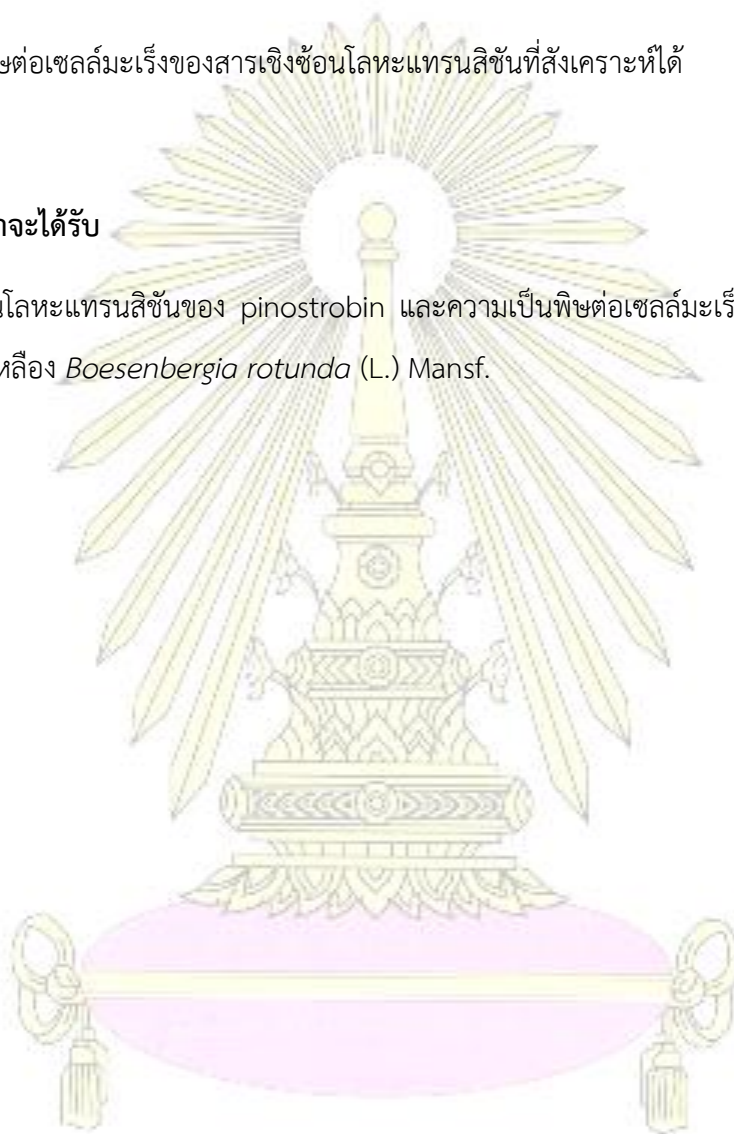 ษต่อเซลล์มะเร็งของสารเชิงซ้อนโลหะแทรนสิชันที่สังเคราะห์ได้
าจะได้รับ
นโลหะแทรนสิชันของ pinostrobin และความเป็นพิษต่อเซลล์มะเร็
หลือง Boesenbergia rotunda (L.) Mansf.